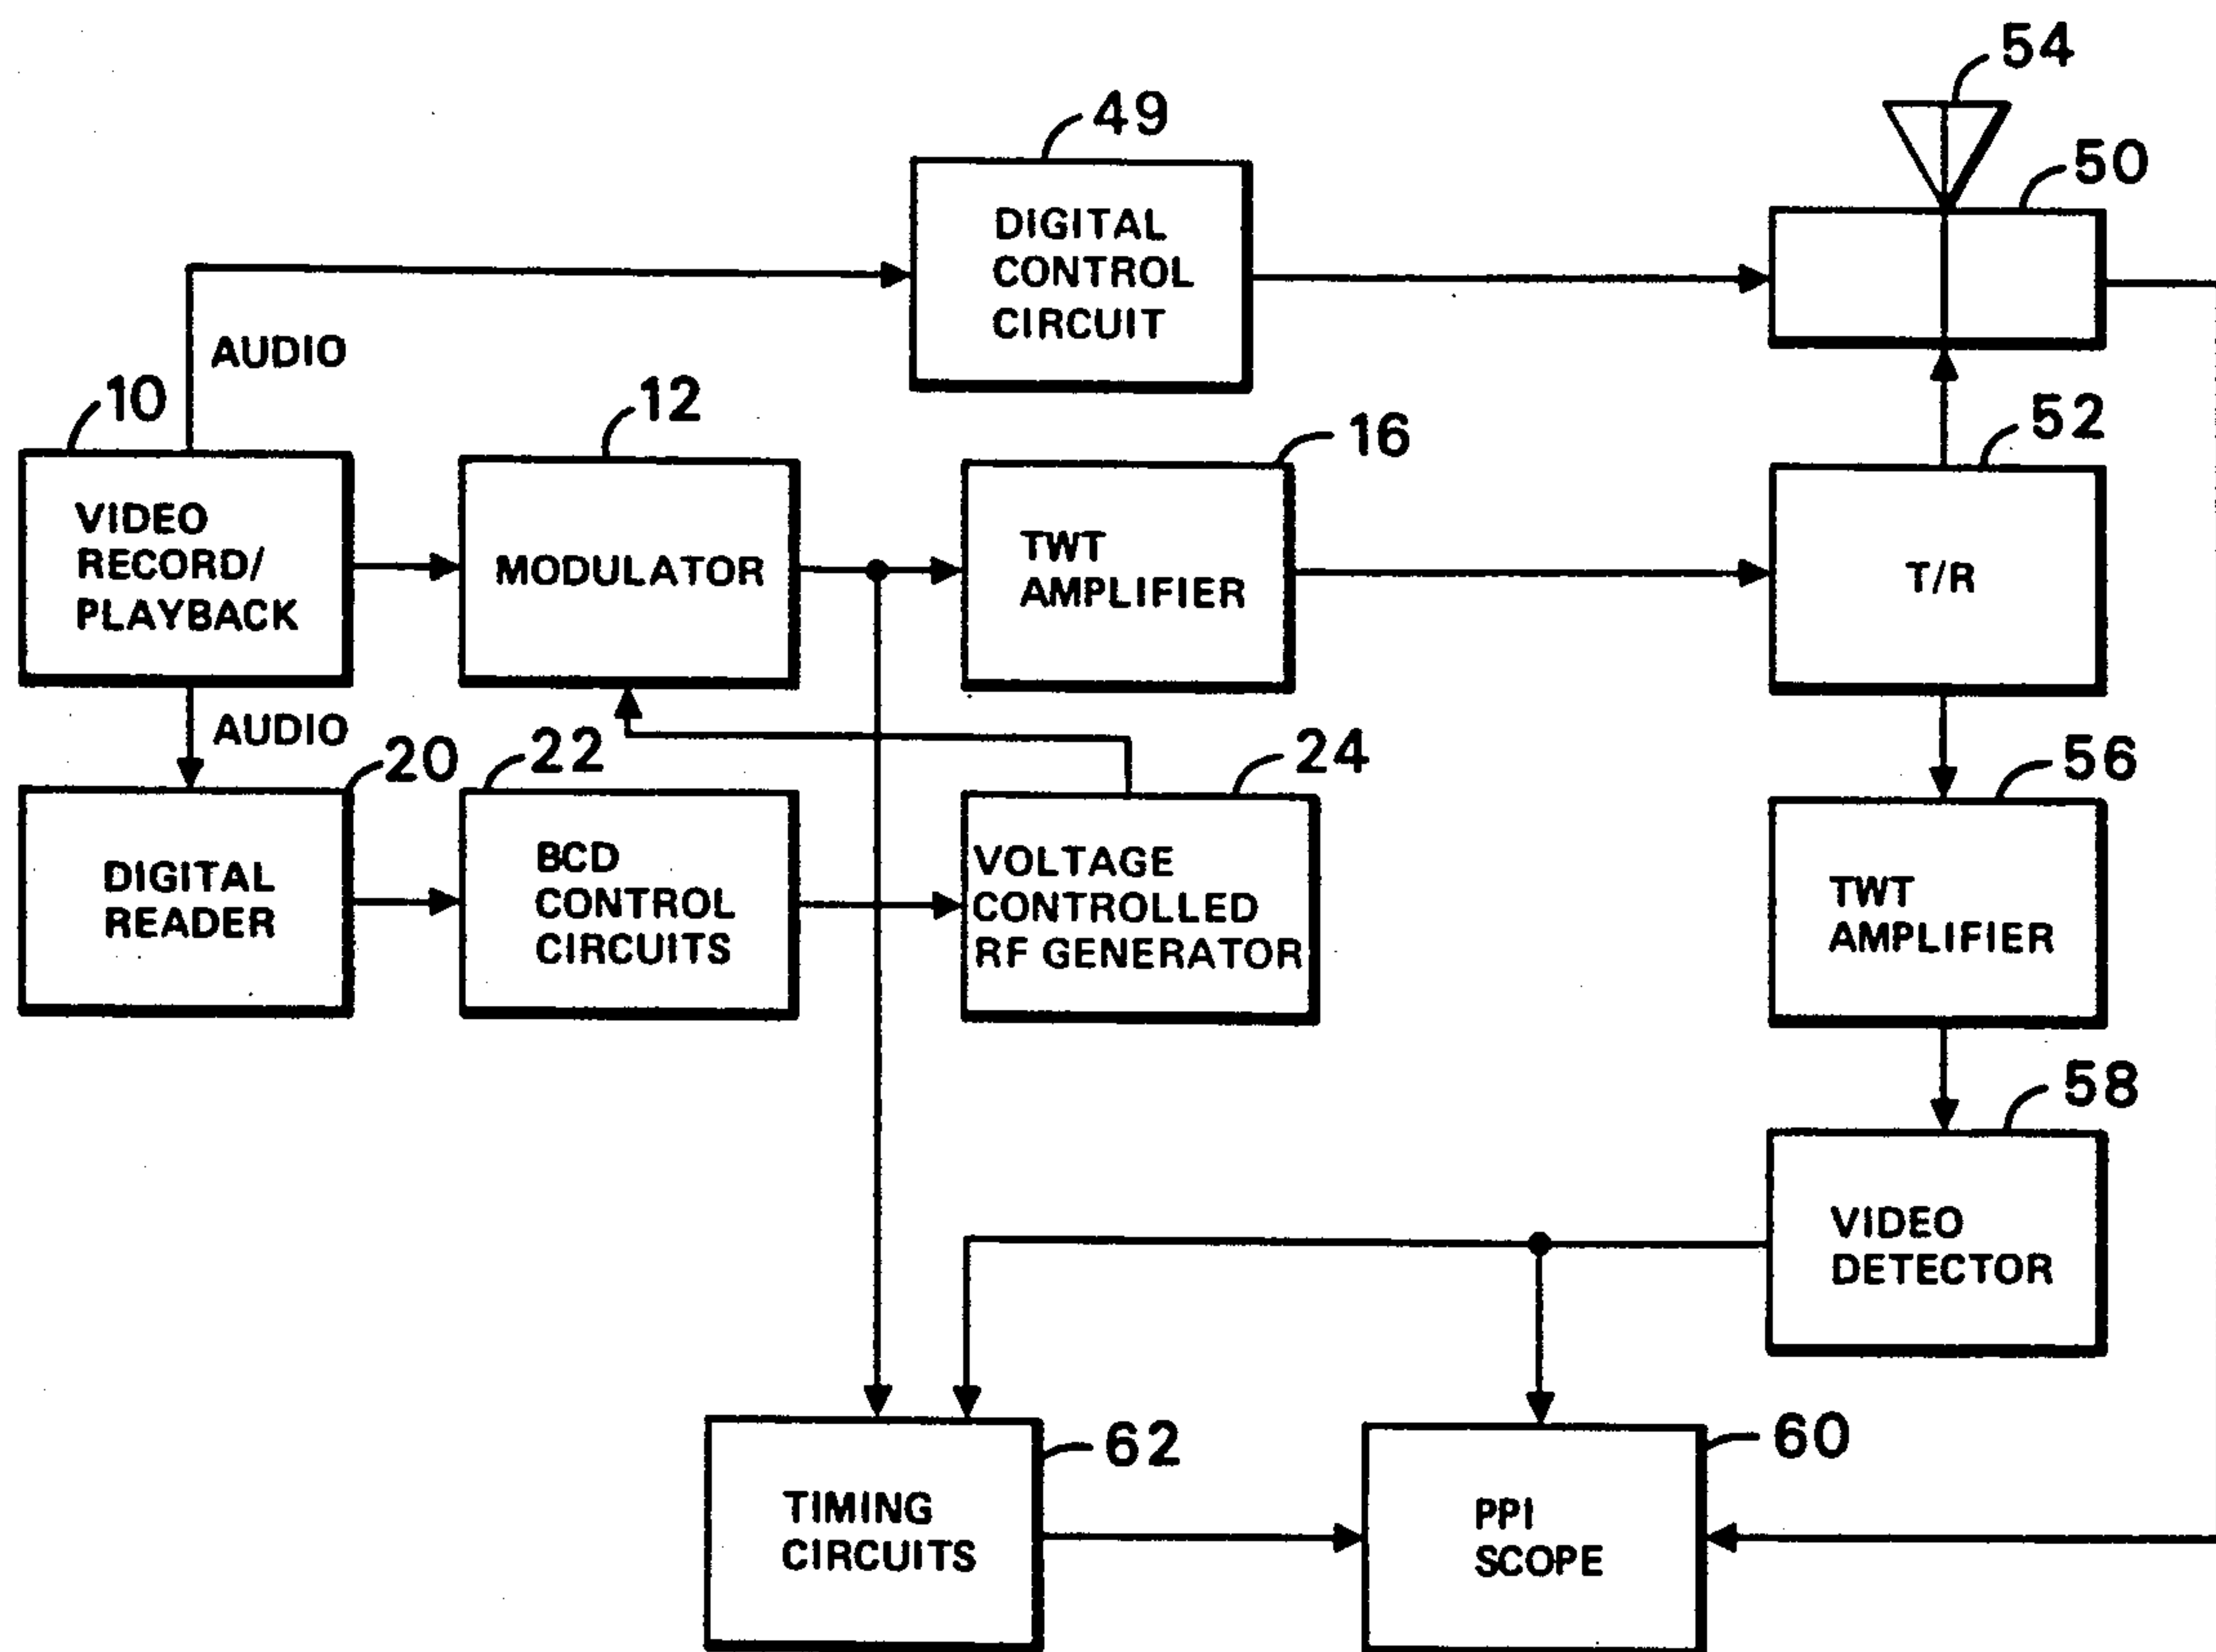 54
49
50
DIGITAL
CONTROL
CIRCUIT
AUDIO
10
12
16
52
VIDEO
RECORD/
PLAYBACK
MODULATOR
TWT
AMPLIFIER
T/R
AUDIO
20
22
24
56
DIGITAL
READER
BCD
CONTROL
CIRCUITS
VOLTAGE
CONTROLLED
RF GENERATOR
TWT
AMPLIFIER
58
VIDEO
DETECTOR
62
60
TIMING
CIRCUITS
PPI
SCOPE